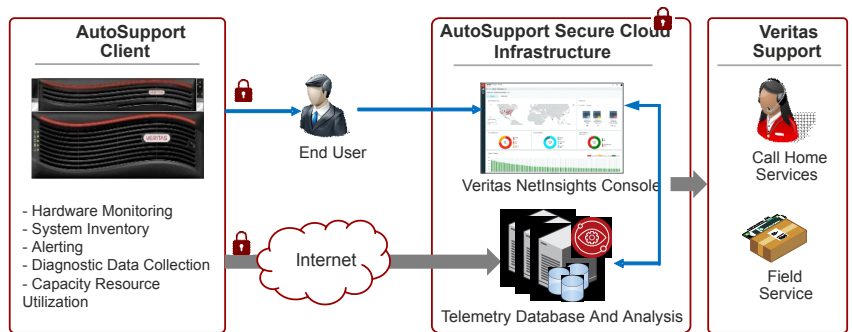 AutoSupport
Client
VERITAS
- Hardware Monitoring
- System Inventory
- Alerting
- Diagnostic Data Collection
- Capacity Resource
Utilization
End User
Internet
AutoSupport Secure Cloud
Infrastructure
Veritas NetInsights Console
Telemetry Database And Analysis
Veritas
Support
Call Home
Services
Field
Service